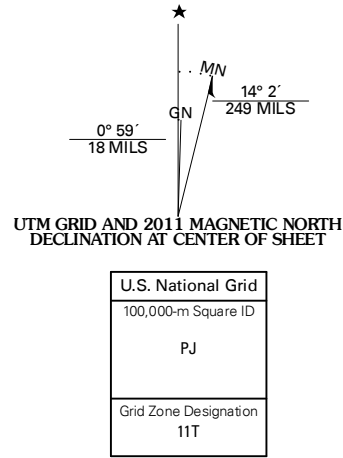 ★
MN
GN
14° 2´
249 MILS
0° 59´
18 MILS
UTM GRID AND 2011 MAGNETIC NORTH
DECLINATION AT CENTER OF SHEET
U.S. National Grid
100,000-m Square ID
PJ
Grid Zone Designation
11T